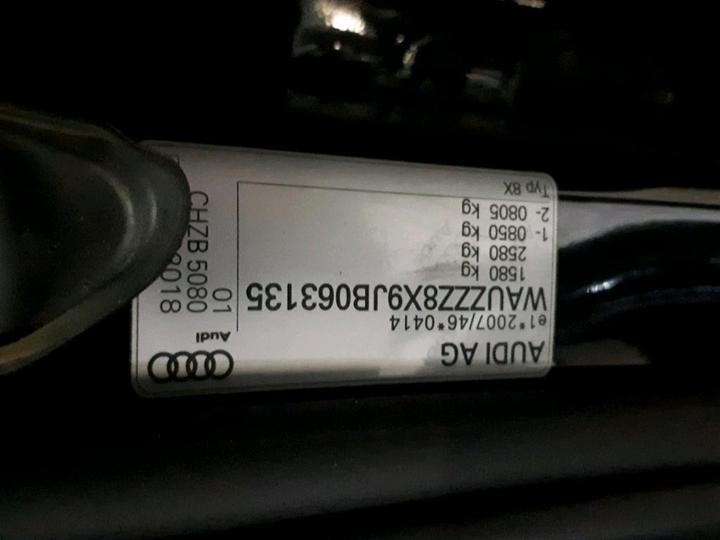 AUDI AG
e1*2007/46*0414
WAUZZZ8X9JB063135
1580 kg
2580 kg
1- 0850 kg
2- 0805 kg
Typ 8X
Audi
01
CHZB 5080
8018